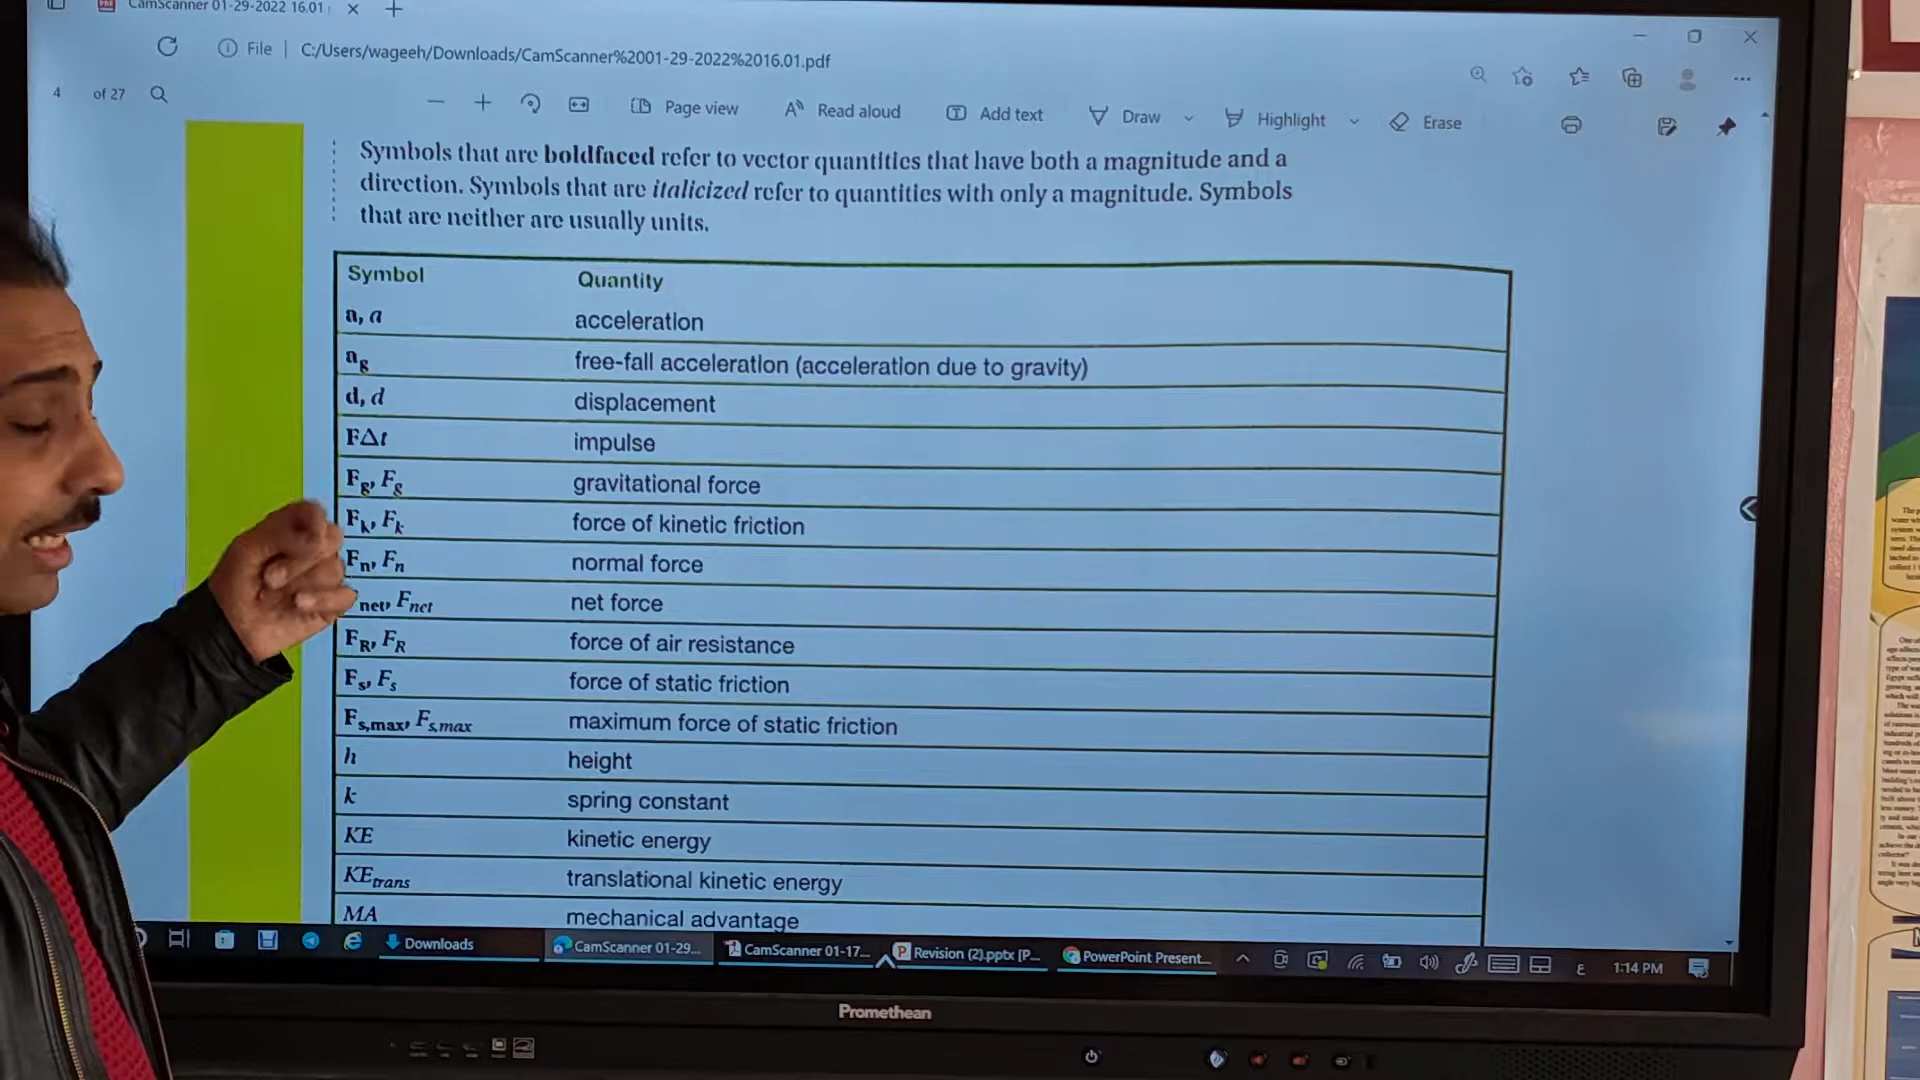 CamScanner 01-29-2022 16.01
File C:/Users/wageeh/Downloads/CamScanner%2001-29-2022%2016.01.pdf
4 of 27
Page view Read aloud Add text Draw Highlight Erase
Symbols that are boldfaced refer to vector quantities that have both a magnitude and a
direction. Symbols that are italicized refer to quantities with only a magnitude. Symbols
that are neither are usually units.
Symbol Quantity
a, a acceleration
ag free-fall acceleration (acceleration due to gravity)
d, d displacement
FΔt impulse
Fg, Fg gravitational force
Fk, Fk force of kinetic friction
Fn, Fn normal force
net, Fnet net force
FR, FR force of air resistance
Fs, Fs force of static friction
Fs,max, Fs,max maximum force of static friction
h height
k spring constant
KE kinetic energy
KEtrans translational kinetic energy
MA mechanical advantage
Downloads CamScanner 01-29... CamScanner 01-17... Revision (2).pptx [P... PowerPoint Present... ع 1:14 PM
Promethean